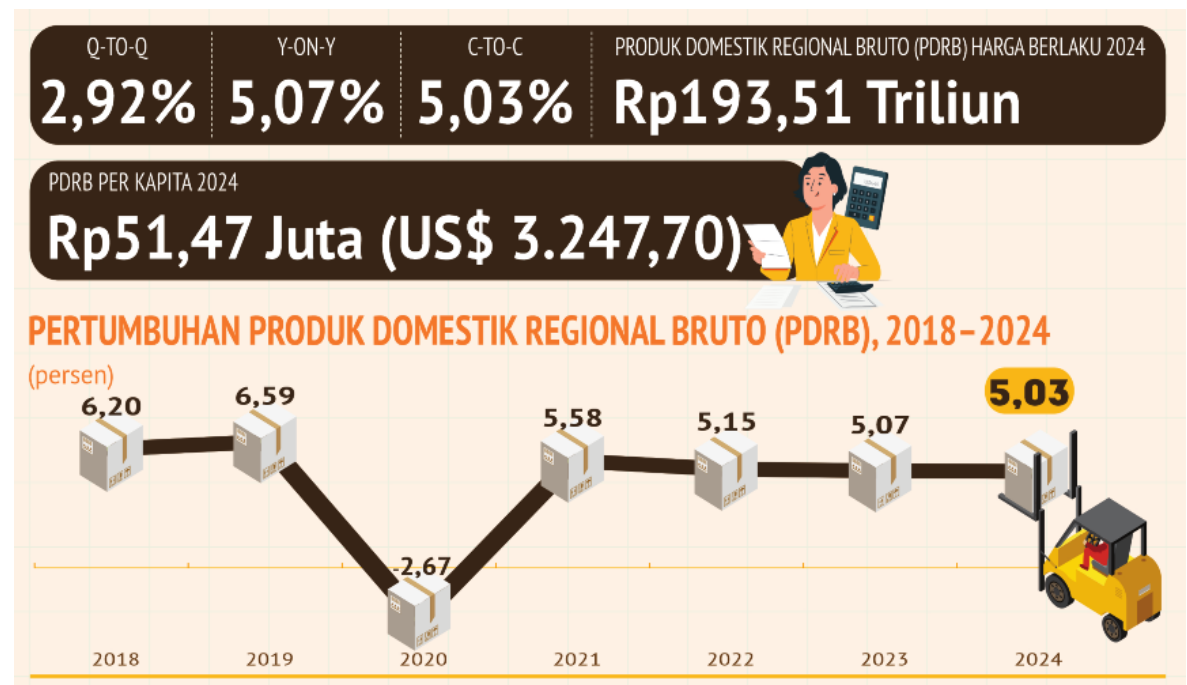 Q-TO-Q
2,92%
Y-ON-Y
5,07%
C-TO-C
5,03%
PRODUK DOMESTIK REGIONAL BRUTO (PDRB) HARGA BERLAKU 2024
Rp193,51 Triliun
PDRB PER KAPITA 2024
Rp51,47 Juta (US$ 3.247,70)
PERTUMBUHAN PRODUK DOMESTIK REGIONAL BRUTO (PDRB), 2018–2024
(persen)
6,20
6,59
-2,67
5,58
5,15
5,07
5,03
2018
2019
2020
2021
2022
2023
2024